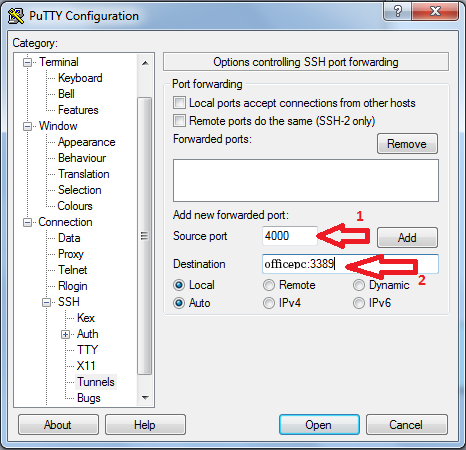 PuTTY Configuration
Category:
Terminal
Keyboard
Bell
Features
Window
Appearance
Behaviour
Translation
Selection
Colours
Connection
Data
Proxy
Telnet
Rlogin
SSH
Kex
Auth
TTY
X11
Tunnels
Bugs
Options controlling SSH port forwarding
Port forwarding
Local ports accept connections from other hosts
Remote ports do the same (SSH-2 only)
Forwarded ports:
Remove
Add new forwarded port:
1
Source port 4000 Add
Destination officepc:3389
2
Local Remote Dynamic
Auto IPv4 IPv6
About Help Open Cancel